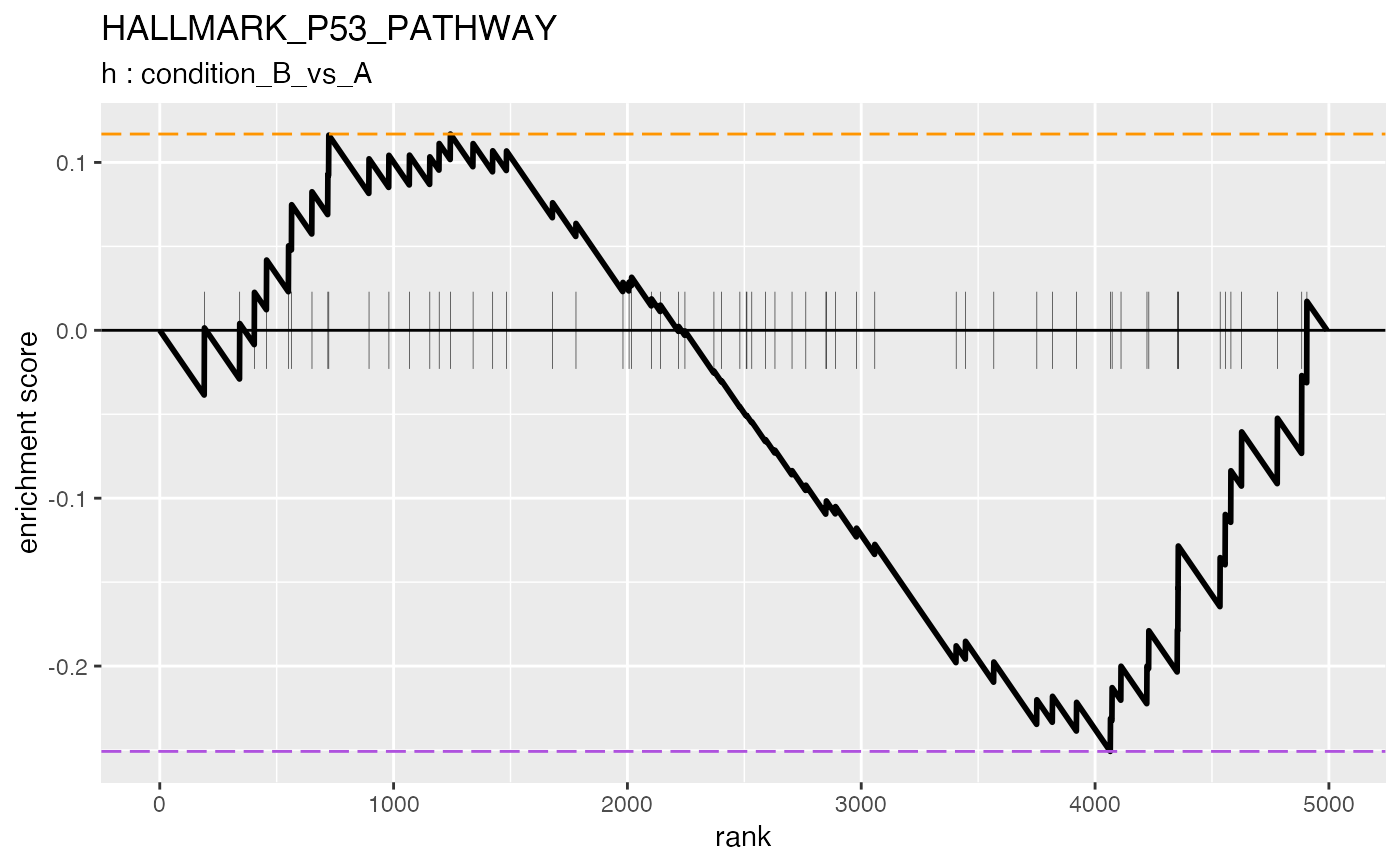 HALLMARK_P53_PATHWAY
h : condition_B_vs_A
0.1
0.0
-0.1
-0.2
enrichment score
0
1000
2000
3000
4000
5000
rank